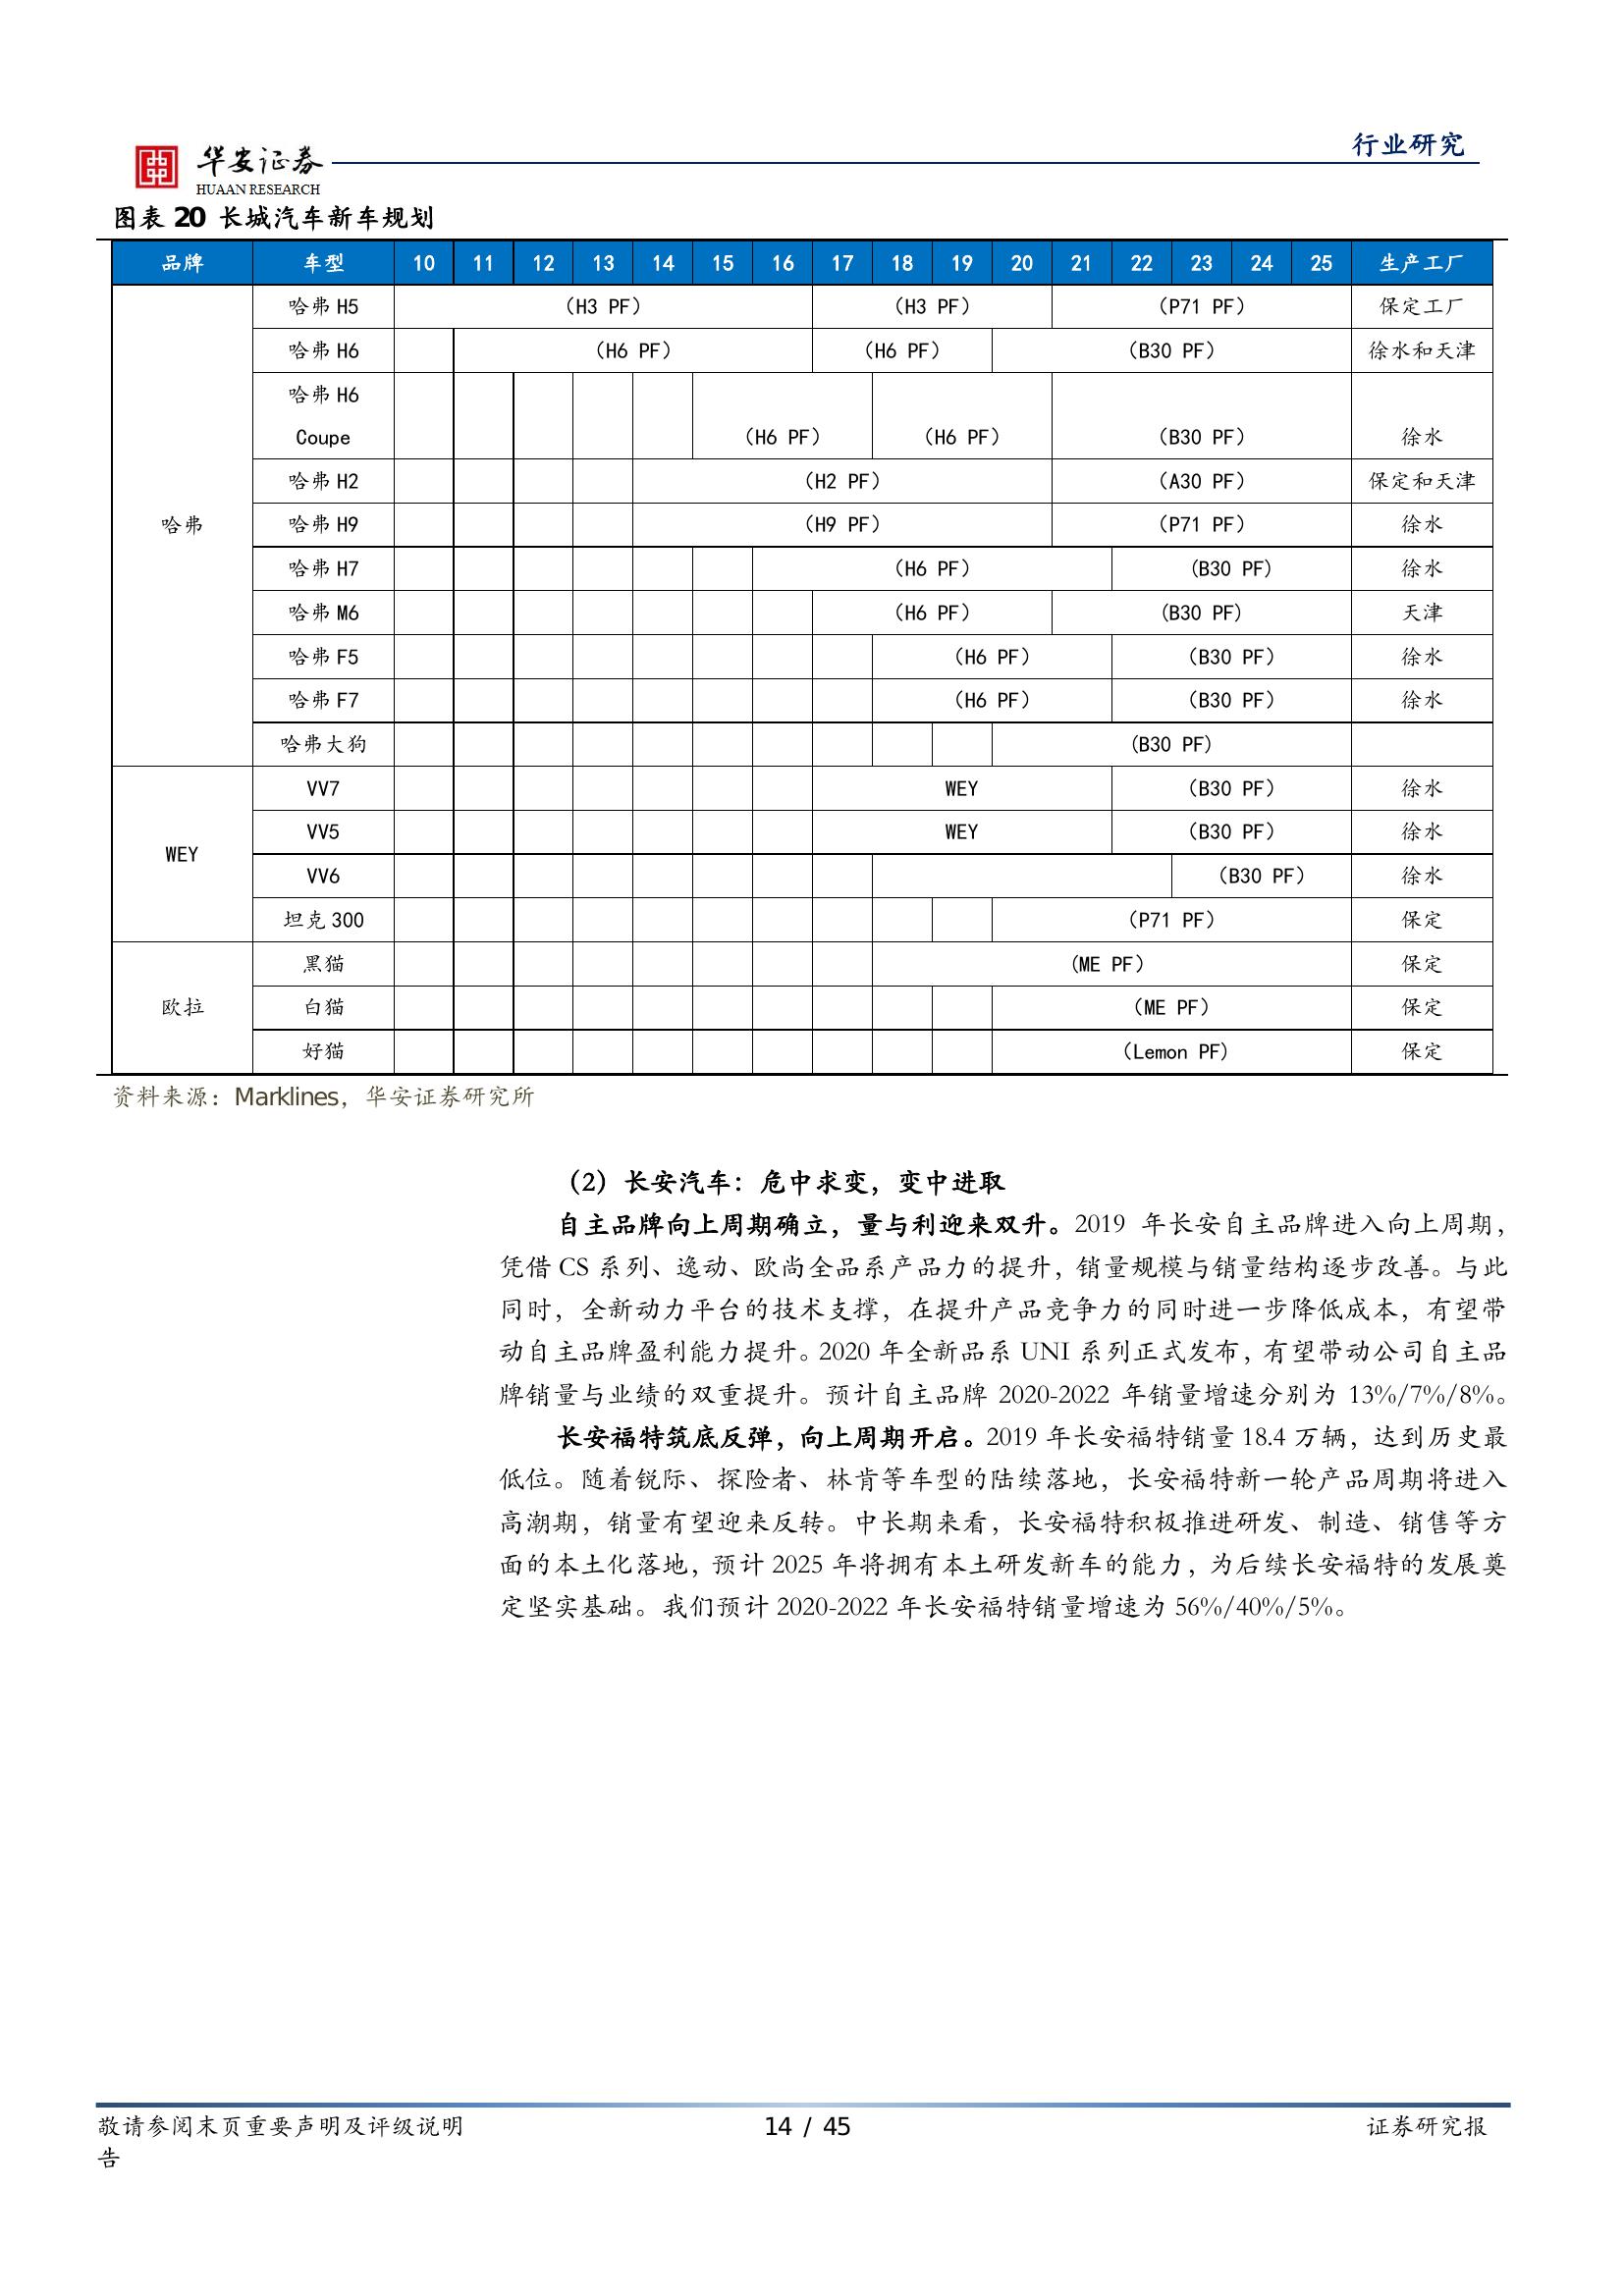 行业研究
华安证券
HUAAN RESEARCH
图表 20 长城汽车新车规划
品牌 车型 10 11 12 13 14 15 16 17 18 19 20 21 22 23 24 25 生产工厂
哈弗
哈弗 H5 （H3 PF） （H3 PF） （P71 PF） 保定工厂
哈弗 H6 （H6 PF） （H6 PF） （B30 PF） 徐水和天津
哈弗 H6
Coupe （H6 PF） （H6 PF） （B30 PF） 徐水
哈弗 H2 （H2 PF） （A30 PF） 保定和天津
哈弗 H9 （H9 PF） （P71 PF） 徐水
哈弗 H7 （H6 PF） (B30 PF) 徐水
哈弗 M6 （H6 PF） (B30 PF) 天津
哈弗 F5 （H6 PF） （B30 PF） 徐水
哈弗 F7 （H6 PF） （B30 PF） 徐水
哈弗大狗 (B30 PF)
WEY
VV7 WEY （B30 PF） 徐水
VV5 WEY （B30 PF） 徐水
VV6 （B30 PF） 徐水
坦克 300 （P71 PF） 保定
欧拉
黑猫 (ME PF） 保定
白猫 （ME PF） 保定
好猫 （Lemon PF) 保定
资料来源：Marklines，华安证券研究所
（2）长安汽车：危中求变，变中进取
自主品牌向上周期确立，量与利迎来双升。2019 年长安自主品牌进入向上周期，
凭借 CS 系列、逸动、欧尚全品系产品力的提升，销量规模与销量结构逐步改善。与此
同时，全新动力平台的技术支撑，在提升产品竞争力的同时进一步降低成本，有望带
动自主品牌盈利能力提升。2020 年全新品系 UNI 系列正式发布，有望带动公司自主品
牌销量与业绩的双重提升。预计自主品牌 2020-2022 年销量增速分别为 13%/7%/8%。
长安福特筑底反弹，向上周期开启。2019 年长安福特销量 18.4 万辆，达到历史最
低位。随着锐际、探险者、林肯等车型的陆续落地，长安福特新一轮产品周期将进入
高潮期，销量有望迎来反转。中长期来看，长安福特积极推进研发、制造、销售等方
面的本土化落地，预计 2025 年将拥有本土研发新车的能力，为后续长安福特的发展奠
定坚实基础。我们预计 2020-2022 年长安福特销量增速为 56%/40%/5%。
敬请参阅末页重要声明及评级说明 14 / 45 证券研究报
告